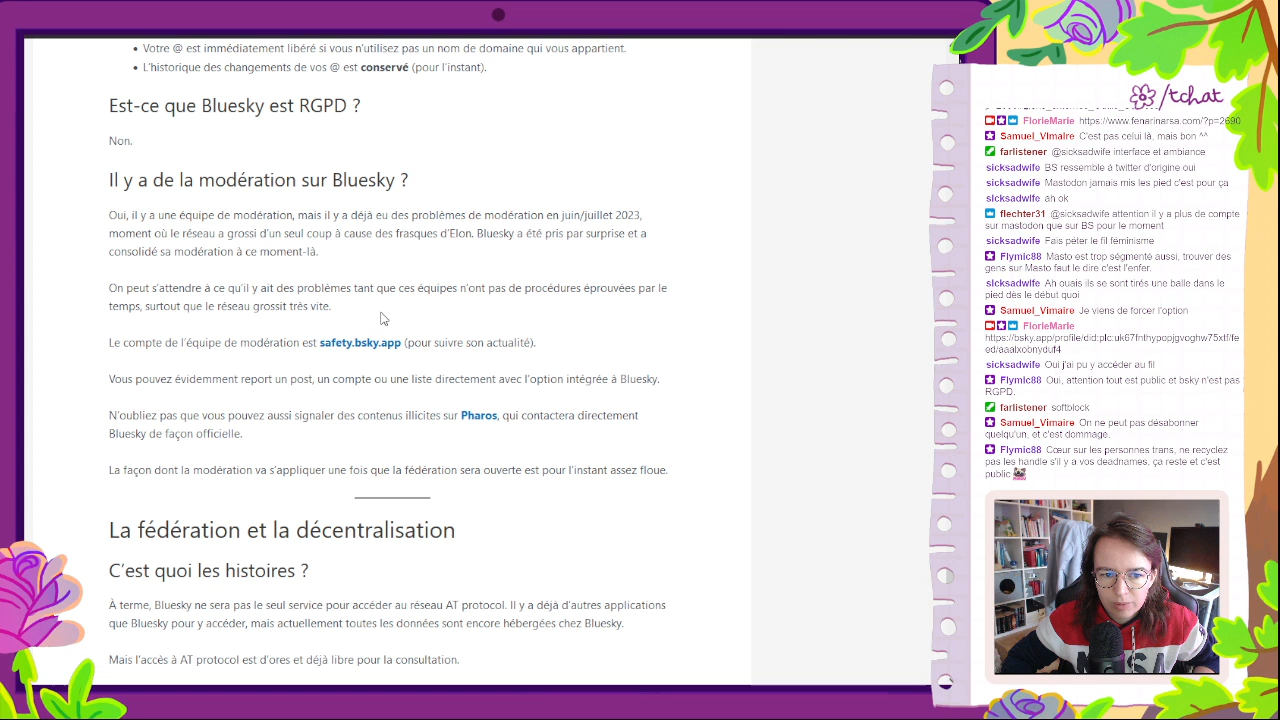 Votre @ est immédiatement libéré si vous n'utilisez pas un nom de domaine qui vous appartient.
L'historique des changements de vos @ est conservé (pour l'instant).
Est-ce que Bluesky est RGPD ?
Non.
Il y a de la modération sur Bluesky ?
Oui, il y a une équipe de modération, mais il y a déjà eu des problèmes de modération en juin/juillet 2023,
moment où le réseau a grossi d'un seul coup à cause des frasques d'Elon. Bluesky a été pris par surprise et a
consolidé sa modération à ce moment-là.
On peut s'attendre à ce qu'il y ait des problèmes tant que ces équipes n'ont pas de procédures éprouvées par le
temps, surtout que le réseau grossit très vite.
Le compte de l'équipe de modération est safety.bsky.app (pour suivre son actualité).
Vous pouvez évidemment report un post, un compte ou une liste directement avec l'option intégrée à Bluesky.
N'oubliez pas que vous pouvez aussi signaler des contenus illicites sur Pharos, qui contactera directement
Bluesky de façon officielle.
La façon dont la modération va s'appliquer une fois que la fédération sera ouverte est pour l'instant assez floue.
La fédération et la décentralisation
C'est quoi les histoires ?
À terme, Bluesky ne sera pas le seul service pour accéder au réseau AT protocol. Il y a déjà d'autres applications
que Bluesky pour y accéder, mais actuellement toutes les données sont encore hébergées chez Bluesky.
Mais l'accès à AT protocol est d'ores et déjà libre pour la consultation.
/tchat
FlorieMarie https://www.fenarinarsa.com/?p=2690
Samuel_Vimaire C'est pas celui là, mais bon ^^
farlistener @sicksadwife interface et ambiance
sicksadwife BS ressemble à twitter d'origine oui
sicksadwife Mastodon jamais mis les pied c'est pour ça
sicksadwife ah ok
flechter31 @sicksadwife attention il y a plus de compte
sur mastodon que sur BS pour le moment
sicksadwife Fais péter le fil féminisme
Flymic88 Masto est trop ségmenté aussi, trouver des
gens sur Masto faut le dire c'est l'enfer.
sicksadwife Ah ouais ils se sont tirés une balle dans le
pied dès le début quoi
Samuel_Vimaire Je viens de forcer l'option
FlorieMarie
https://bsky.app/profile/did:plc:uk67fnthypopjgvoghw75xtf/fe
ed/aaalxobnyduf4
sicksadwife Oui j'ai pu y accéder au fil
Flymic88 Oui, attention tout est public et bsky n'est pas
RGPD.
farlistener softblock
Samuel_Vimaire On ne peut pas désabonner
quelqu'un, et c'est dommage.
Flymic88 Cœur sur les personnes trans, ne recyclez
pas les handle s'il y a vos deadnames, ça reste et c'est
public